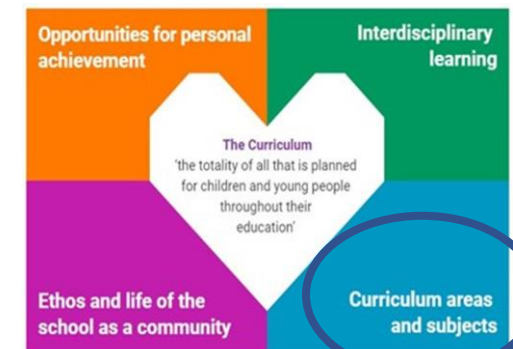 Opportunities for personal
achievement
Interdisciplinary
learning
The Curriculum
'the totality of all that is planned
for children and young people
throughout their
education'
Ethos and life of the
school as a community
Curriculum areas
and subjects